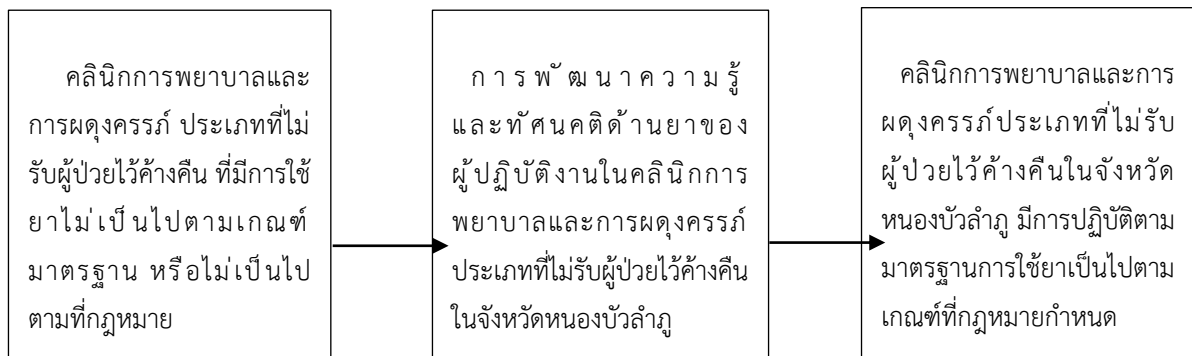 คลินิกการพยาบาลและ
การผดุงครรภ์ ประเภทที่ไม่
รับผู้ป่วยไว้ค้างคืน ที่มีการใช้
ยาไม่เป็นไปตามเกณฑ์
มาตรฐาน หรือไม่เป็นไป
ตามที่กฎหมาย
การพัฒนาความรู้
และทัศนคติด้านยาของ
ผู้ปฏิบัติงานในคลินิกการ
พยาบาลและการผดุงครรภ์
ประเภทที่ไม่รับผู้ป่วยไว้ค้างคืน
ในจังหวัดหนองบัวลำภู
คลินิกการพยาบาลและการ
ผดุงครรภ์ประเภทที่ไม่รับ
ผู้ป่วยไว้ค้างคืนในจังหวัด
หนองบัวลำภู มีการปฏิบัติตาม
มาตรฐานการใช้ยาเป็นไปตาม
เกณฑ์ที่กฎหมายกำหนด